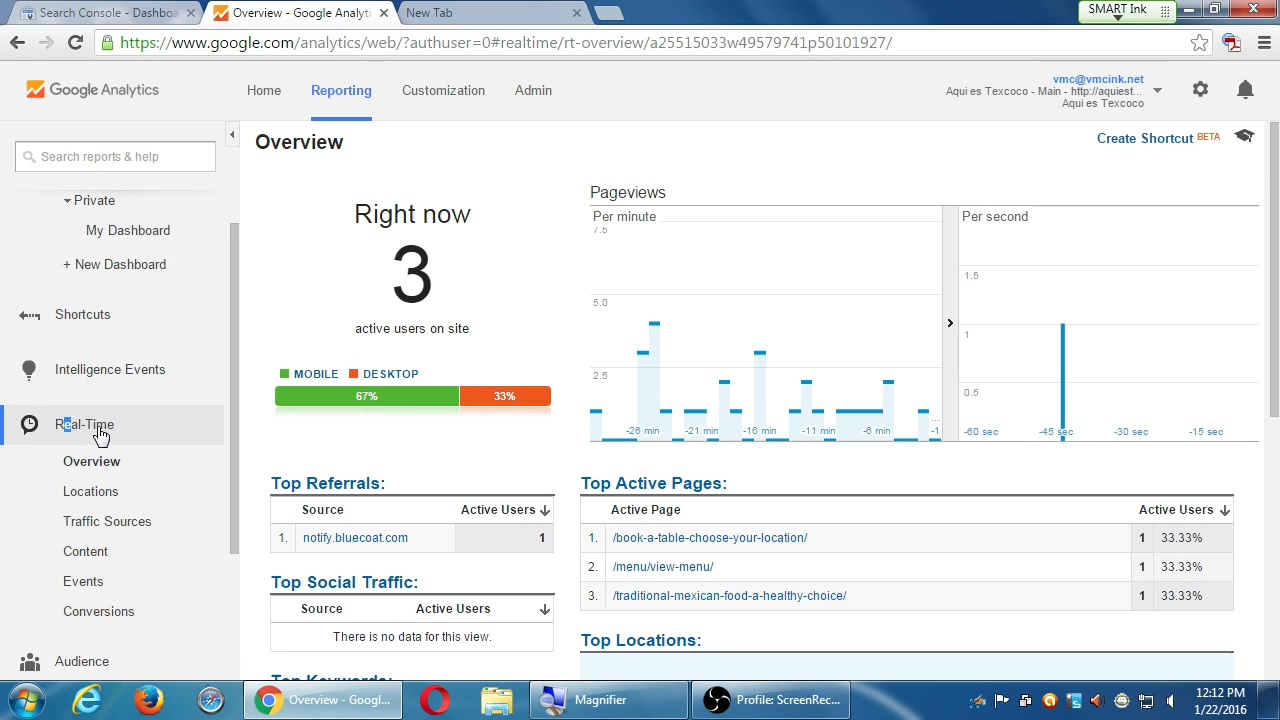 Search Console - Dashboa
Overview - Google Analyti
New Tab
SMART Ink
https://www.google.com/analytics/web/?authuser=0#realtime/rt-overview/a25515033w49579741p50101927/
Google Analytics
Home
Reporting
Customization
Admin
vmc@vmcink.net
Aqui es Texcoco - Main - http://aquiest...
Aqui es Texcoco
Search reports & help
Private
My Dashboard
+ New Dashboard
Shortcuts
Intelligence Events
Real-Time
Overview
Locations
Traffic Sources
Content
Events
Conversions
Audience
Overview
Create Shortcut BETA
Right now
3
active users on site
MOBILE DESKTOP
67% 33%
Pageviews
Per minute
7.5
5.0
2.5
-26 min -21 min -16 min -11 min -6 min -1
...
Per second
1.5
1
0.5
-60 sec -45 sec -30 sec -15 sec
Top Referrals:
Source Active Users
1. notify.bluecoat.com 1
Top Social Traffic:
Source Active Users
There is no data for this view.
Top Keywords:
Top Active Pages:
Active Page Active Users
1. /book-a-table-choose-your-location/ 1 33.33%
2. /menu/view-menu/ 1 33.33%
3. /traditional-mexican-food-a-healthy-choice/ 1 33.33%
Top Locations:
Overview - Googl...
Magnifier
Profile: ScreenRec...
12:12 PM
1/22/2016